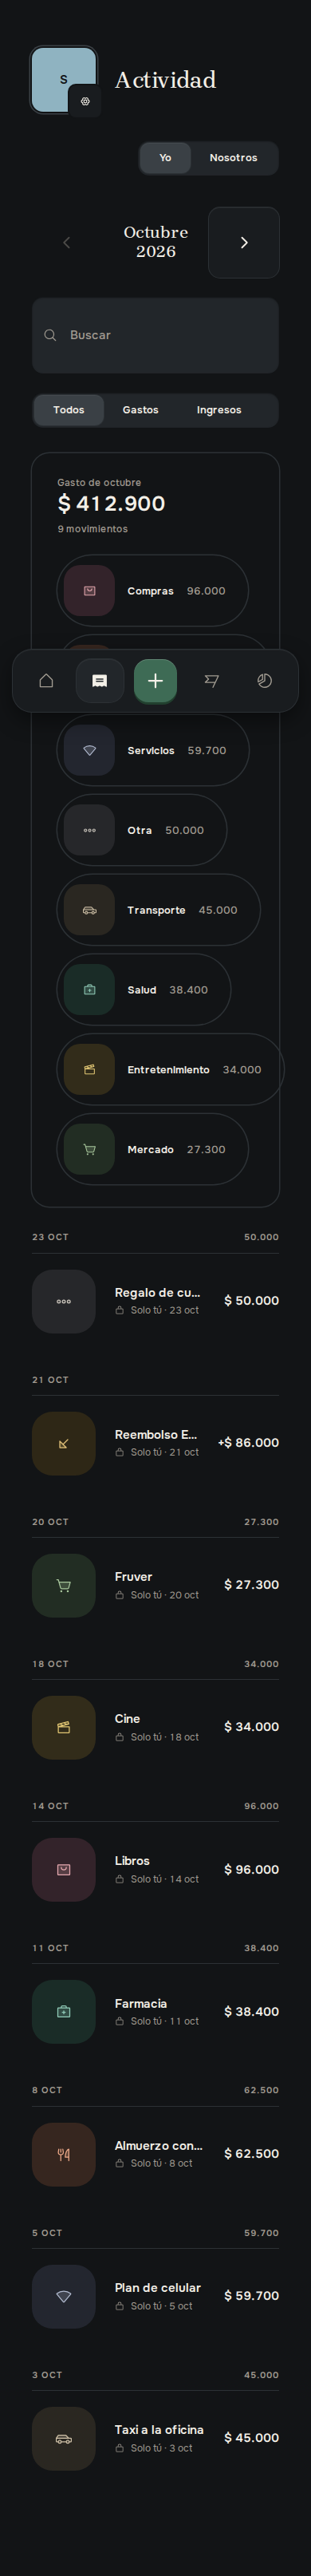 S
Actividad
Yo
Nosotros
Octubre
2026
Buscar
Todos
Gastos
Ingresos
Gasto de octubre
$ 412.900
9 movimientos
Compras 96.000
Servicios 59.700
Otra 50.000
Transporte 45.000
Salud 38.400
Entretenimiento 34.000
Mercado 27.300
23 OCT 50.000
Regalo de cu...
Solo tú · 23 oct
$ 50.000
21 OCT
Reembolso E...
Solo tú · 21 oct
+$ 86.000
20 OCT 27.300
Fruver
Solo tú · 20 oct
$ 27.300
18 OCT 34.000
Cine
Solo tú · 18 oct
$ 34.000
14 OCT 96.000
Libros
Solo tú · 14 oct
$ 96.000
11 OCT 38.400
Farmacia
Solo tú · 11 oct
$ 38.400
8 OCT 62.500
Almuerzo con...
Solo tú · 8 oct
$ 62.500
5 OCT 59.700
Plan de celular
Solo tú · 5 oct
$ 59.700
3 OCT 45.000
Taxi a la oficina
Solo tú · 3 oct
$ 45.000